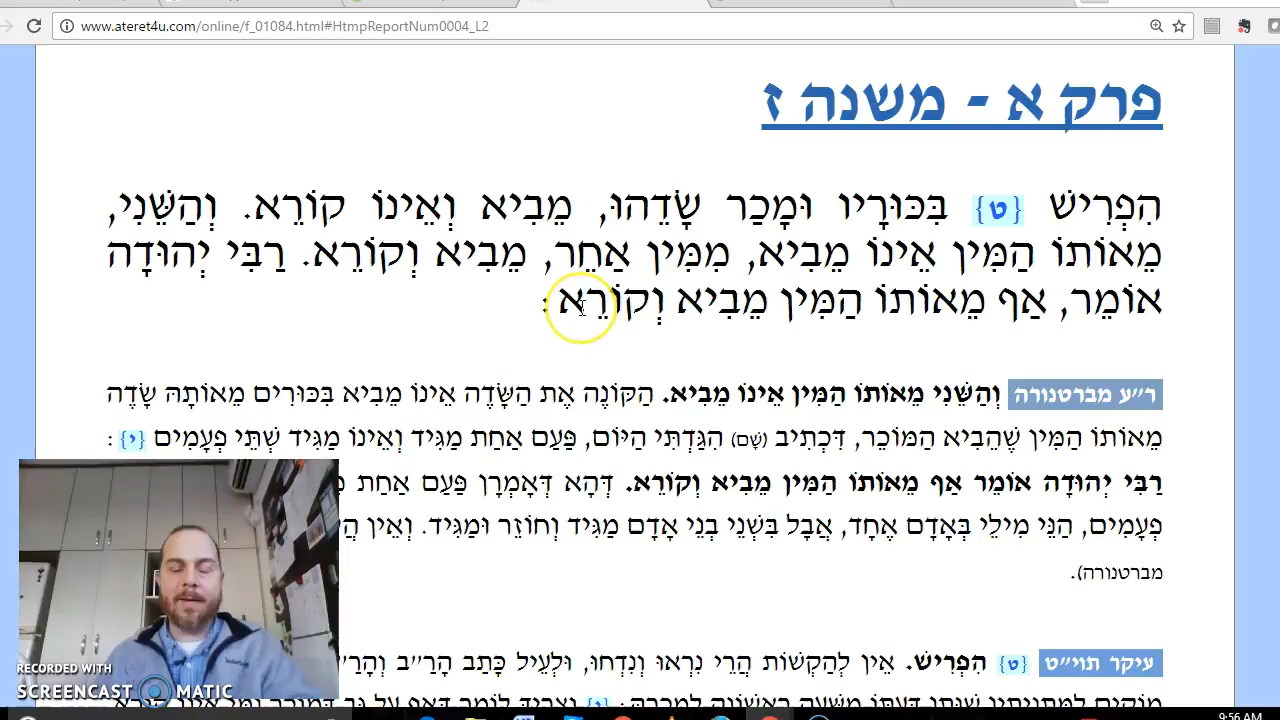 www.ateret4u.com/online/f_01084.html#HtmpReportNum0004_L2
פרק א - משנה ז
הִפְרִישׁ {ט} בִּכּוּרָיו וּמָכַר שָׂדֵהוּ, מֵבִיא וְאֵינוֹ קוֹרֵא. וְהַשֵּׁנִי,
מֵאוֹתוֹ הַמִּין אֵינוֹ מֵבִיא, מִמִּין אַחֵר, מֵבִיא וְקוֹרֵא. רַבִּי יְהוּדָה
אוֹמֵר, אַף מֵאוֹתוֹ הַמִּין מֵבִיא וְקוֹרֵא:
ר״ע מברטנורה וְהַשֵּׁנִי מֵאוֹתוֹ הַמִּין אֵינוֹ מֵבִיא. הַקּוֹנֶה אֶת הַשָּׂדֶה אֵינוֹ מֵבִיא בִּכּוּרִים מֵאוֹתָהּ שָׂדֶה
מֵאוֹתוֹ הַמִּין שֶׁהֵבִיא הַמּוֹכֵר, דִּכְתִיב (שָׁם) הִגַּדְתִּי הַיּוֹם, פַּעַם אַחַת מַגִּיד וְאֵינוֹ מַגִּיד שְׁתֵּי פְעָמִים {י} :
רַבִּי יְהוּדָה אוֹמֵר אַף מֵאוֹתוֹ הַמִּין מֵבִיא וְקוֹרֵא. דְּהָא דְּאָמְרָן פַּעַם אַחַת
פְעָמִים, הַנֵּי מִילֵי בְּאָדָם אֶחָד, אֲבָל בִּשְׁנֵי בְנֵי אָדָם מַגִּיד וְחוֹזֵר וּמַגִּיד. וְאֵין
מברטנורה).
עיקר תוי״ט {ט} הִפְרִישׁ. אֵין לְהַקְשׁוֹת הֲרֵי נִרְאוּ וְנִדְחוּ, וּלְעֵיל כָּתַב הָרַ״ב
RECORDED WITH
SCREENCAST MATIC
9:56 AM